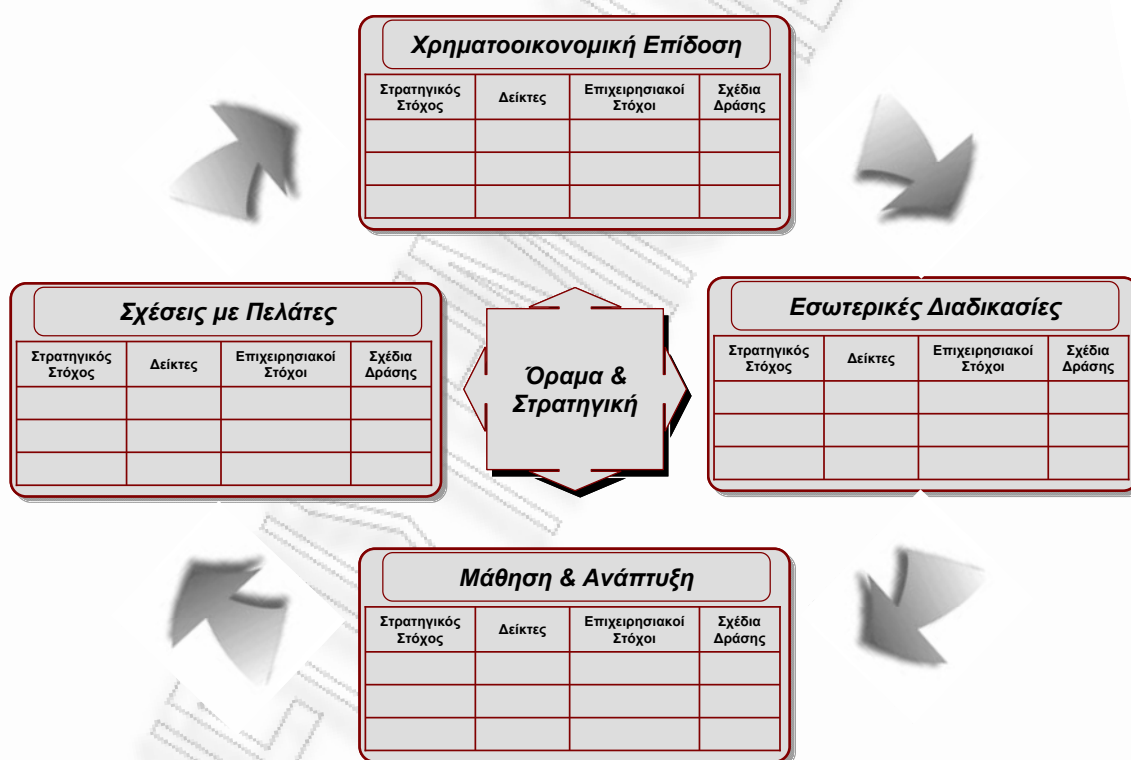 Χρηματοοικονομική Επίδοση
Στρατηγικός Στόχος Δείκτες Επιχειρησιακοί Στόχοι Σχέδια Δράσης
Σχέσεις με Πελάτες
Στρατηγικός Στόχος Δείκτες Επιχειρησιακοί Στόχοι Σχέδια Δράσης
Όραμα &
Στρατηγική
Εσωτερικές Διαδικασίες
Στρατηγικός Στόχος Δείκτες Επιχειρησιακοί Στόχοι Σχέδια Δράσης
Μάθηση & Ανάπτυξη
Στρατηγικός Στόχος Δείκτες Επιχειρησιακοί Στόχοι Σχέδια Δράσης